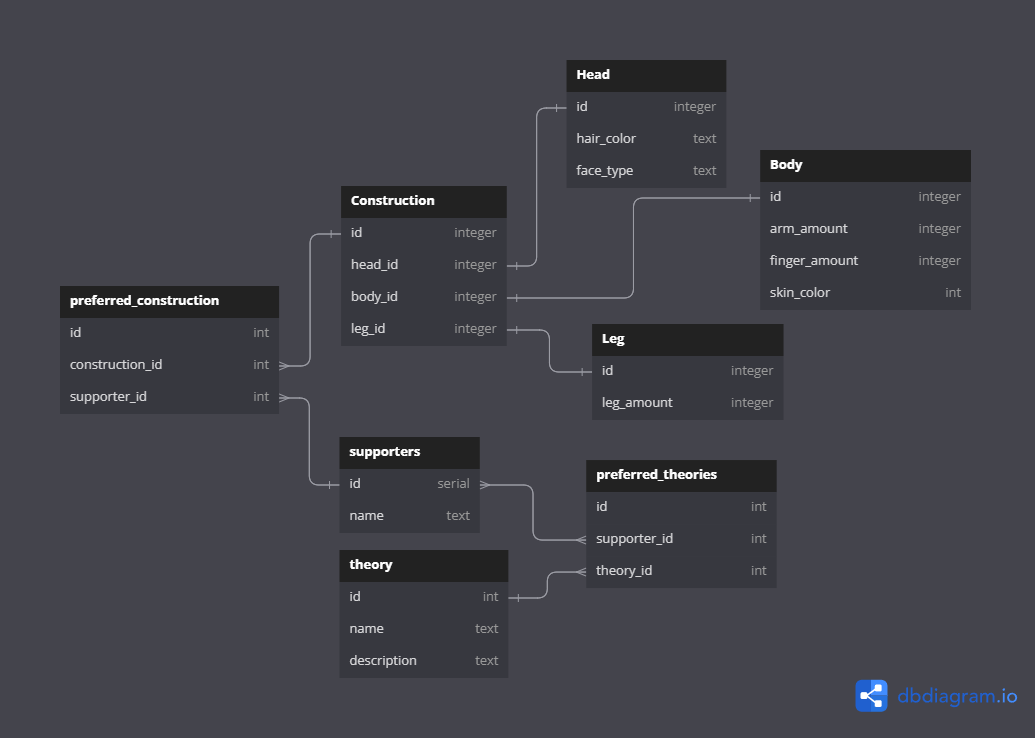 Head
id integer
hair_color text
face_type text
Body
id integer
arm_amount integer
finger_amount integer
skin_color int
Construction
id integer
head_id integer
body_id integer
leg_id integer
preferred_construction
id int
construction_id int
supporter_id int
Leg
id integer
leg_amount integer
supporters
id serial
name text
preferred_theories
id int
supporter_id int
theory_id int
theory
id int
name text
description text
dbdiagram.io